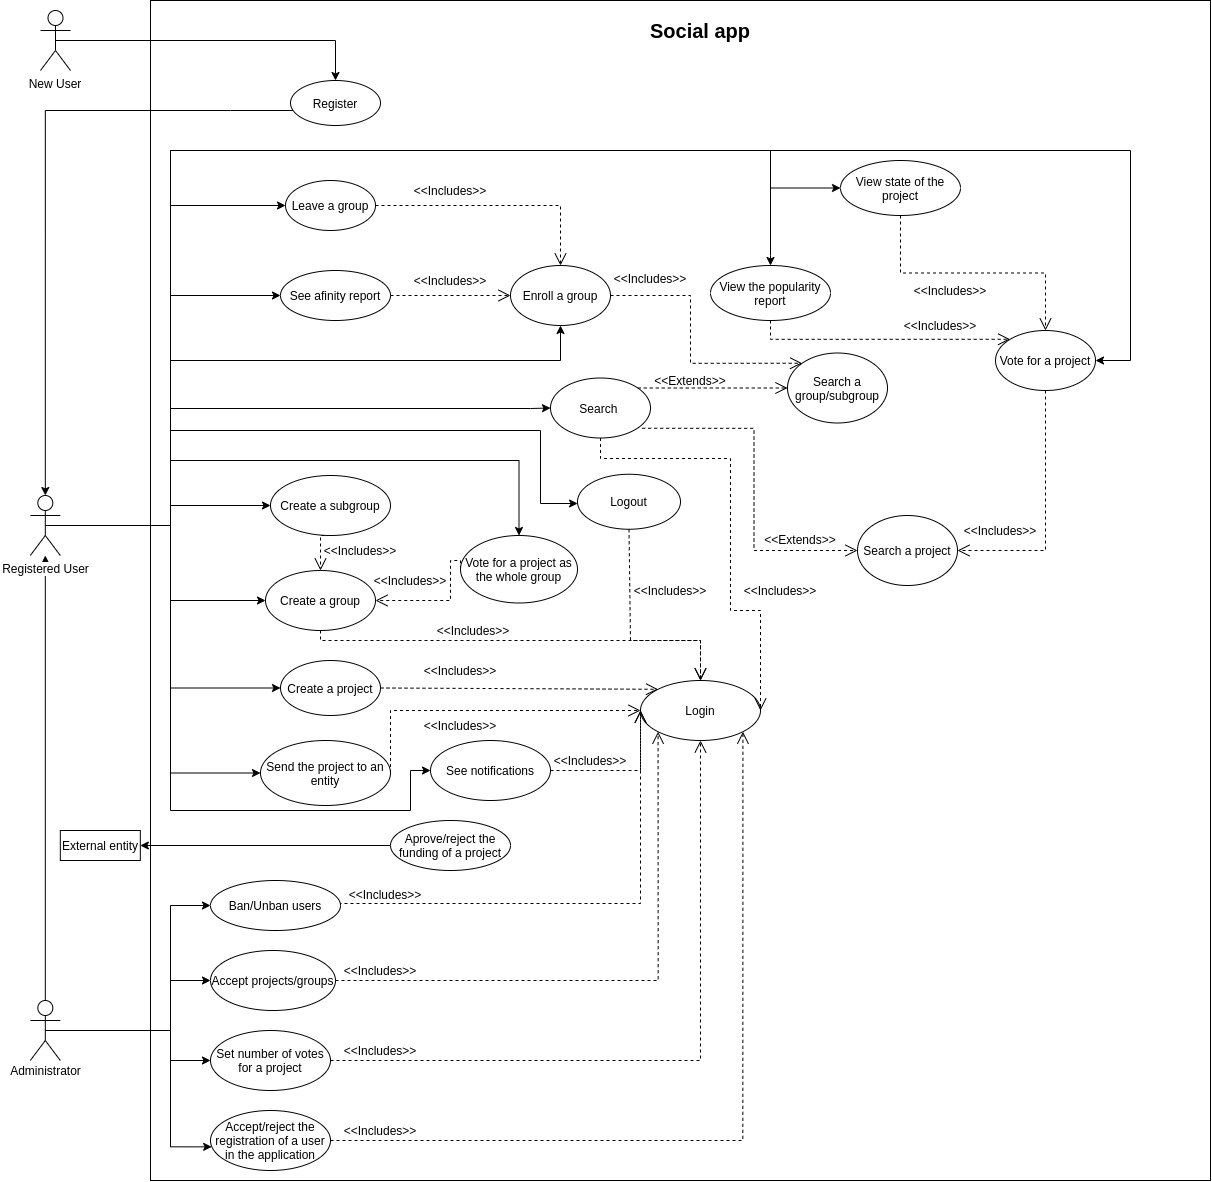 Social app
New User
Register
<<Includes>>
View state of the
project
Leave a group
<<Includes>>
<<Includes>>
See afinity report
Enroll a group
View the popularity
report
<<Includes>>
<<Includes>>
Vote for a project
<<Extends>>
Search a
group/subgroup
Search
Logout
Create a subgroup
<<Includes>>
<<Extends>>
Search a project
<<Includes>>
Registered User
Vote for a project as
the whole group
<<Includes>>
<<Includes>>
<<Includes>>
Create a group
<<Includes>>
<<Includes>>
Create a project
Login
<<Includes>>
<<Includes>>
Send the project to an
entity
See notifications
Aprove/reject the
funding of a project
External entity
<<Includes>>
Ban/Unban users
<<Includes>>
Accept projects/groups
<<Includes>>
Set number of votes
for a project
Administrator
<<Includes>>
Accept/reject the
registration of a user
in the application